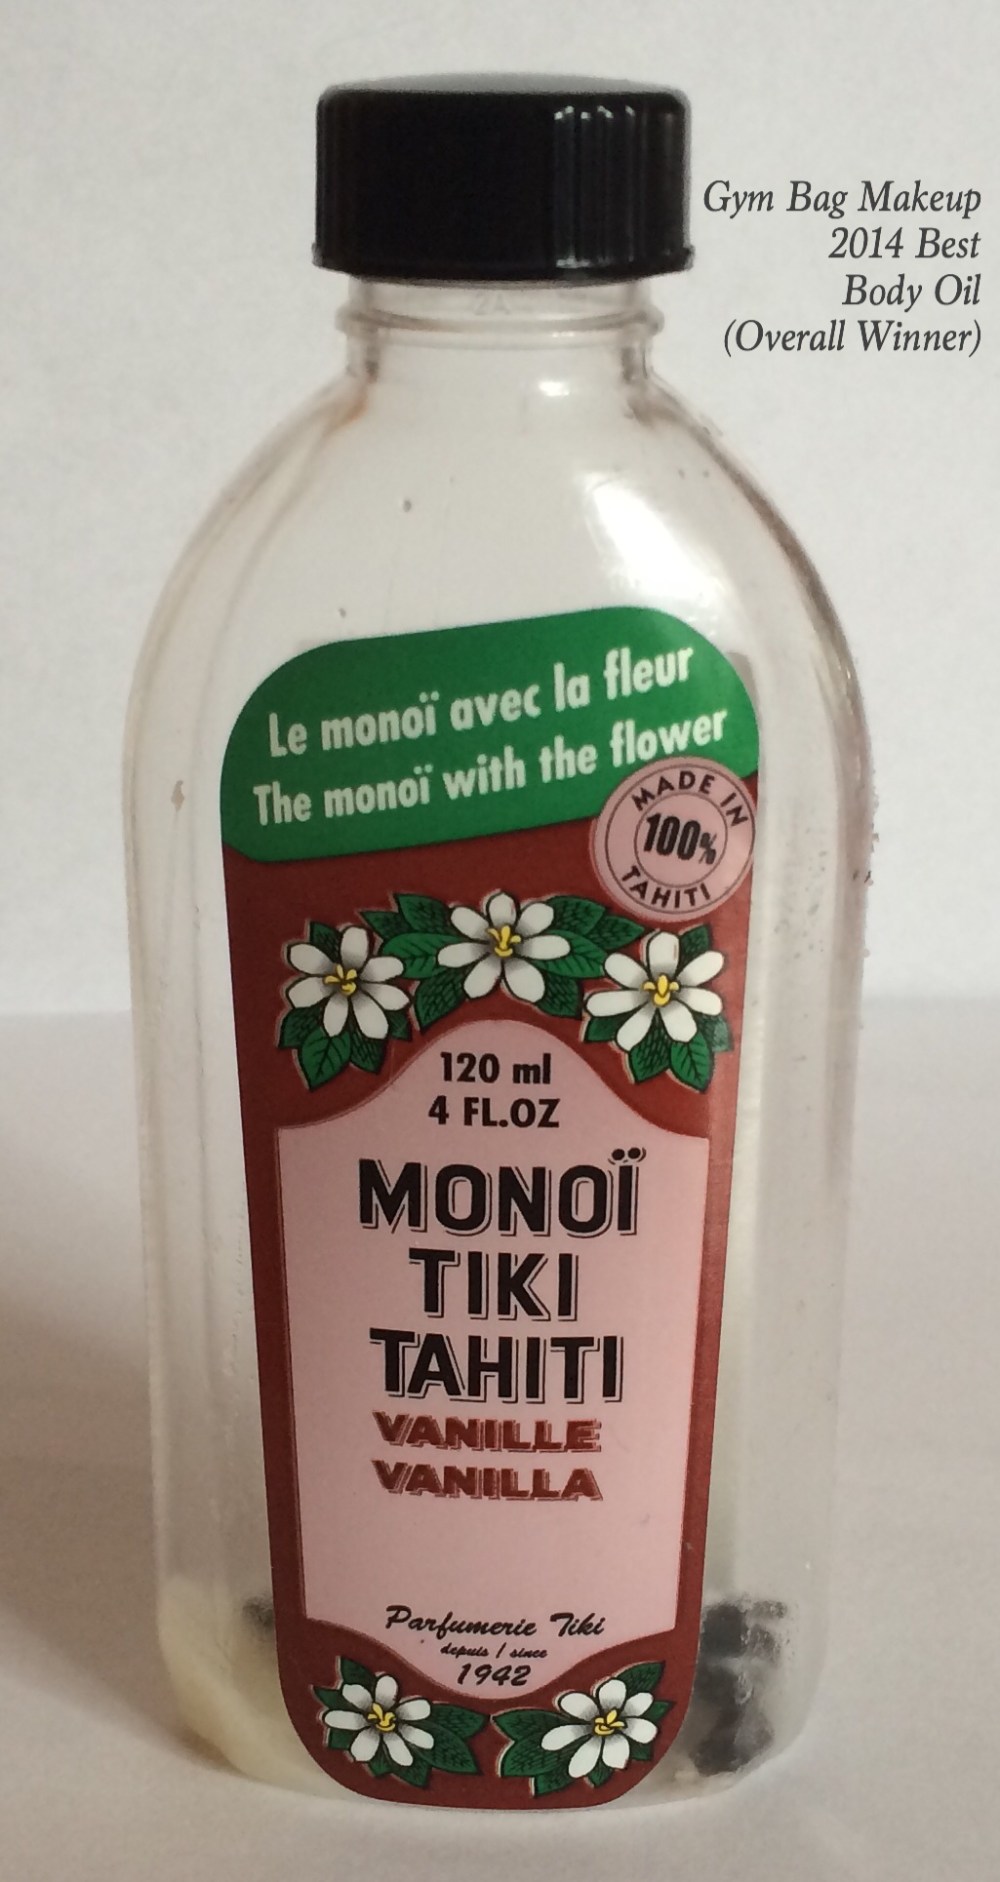 Gym Bag Makeup
2014 Best
Body Oil
(Overall Winner)
2A
Le monoï avec la fleur
The monoï with the flower
MADE IN
100%
TAHITI
120 ml
4 FL.OZ
MONOÏ
TIKI
TAHITI
VANILLE
VANILLA
Parfumerie Tiki
depuis / since
1942